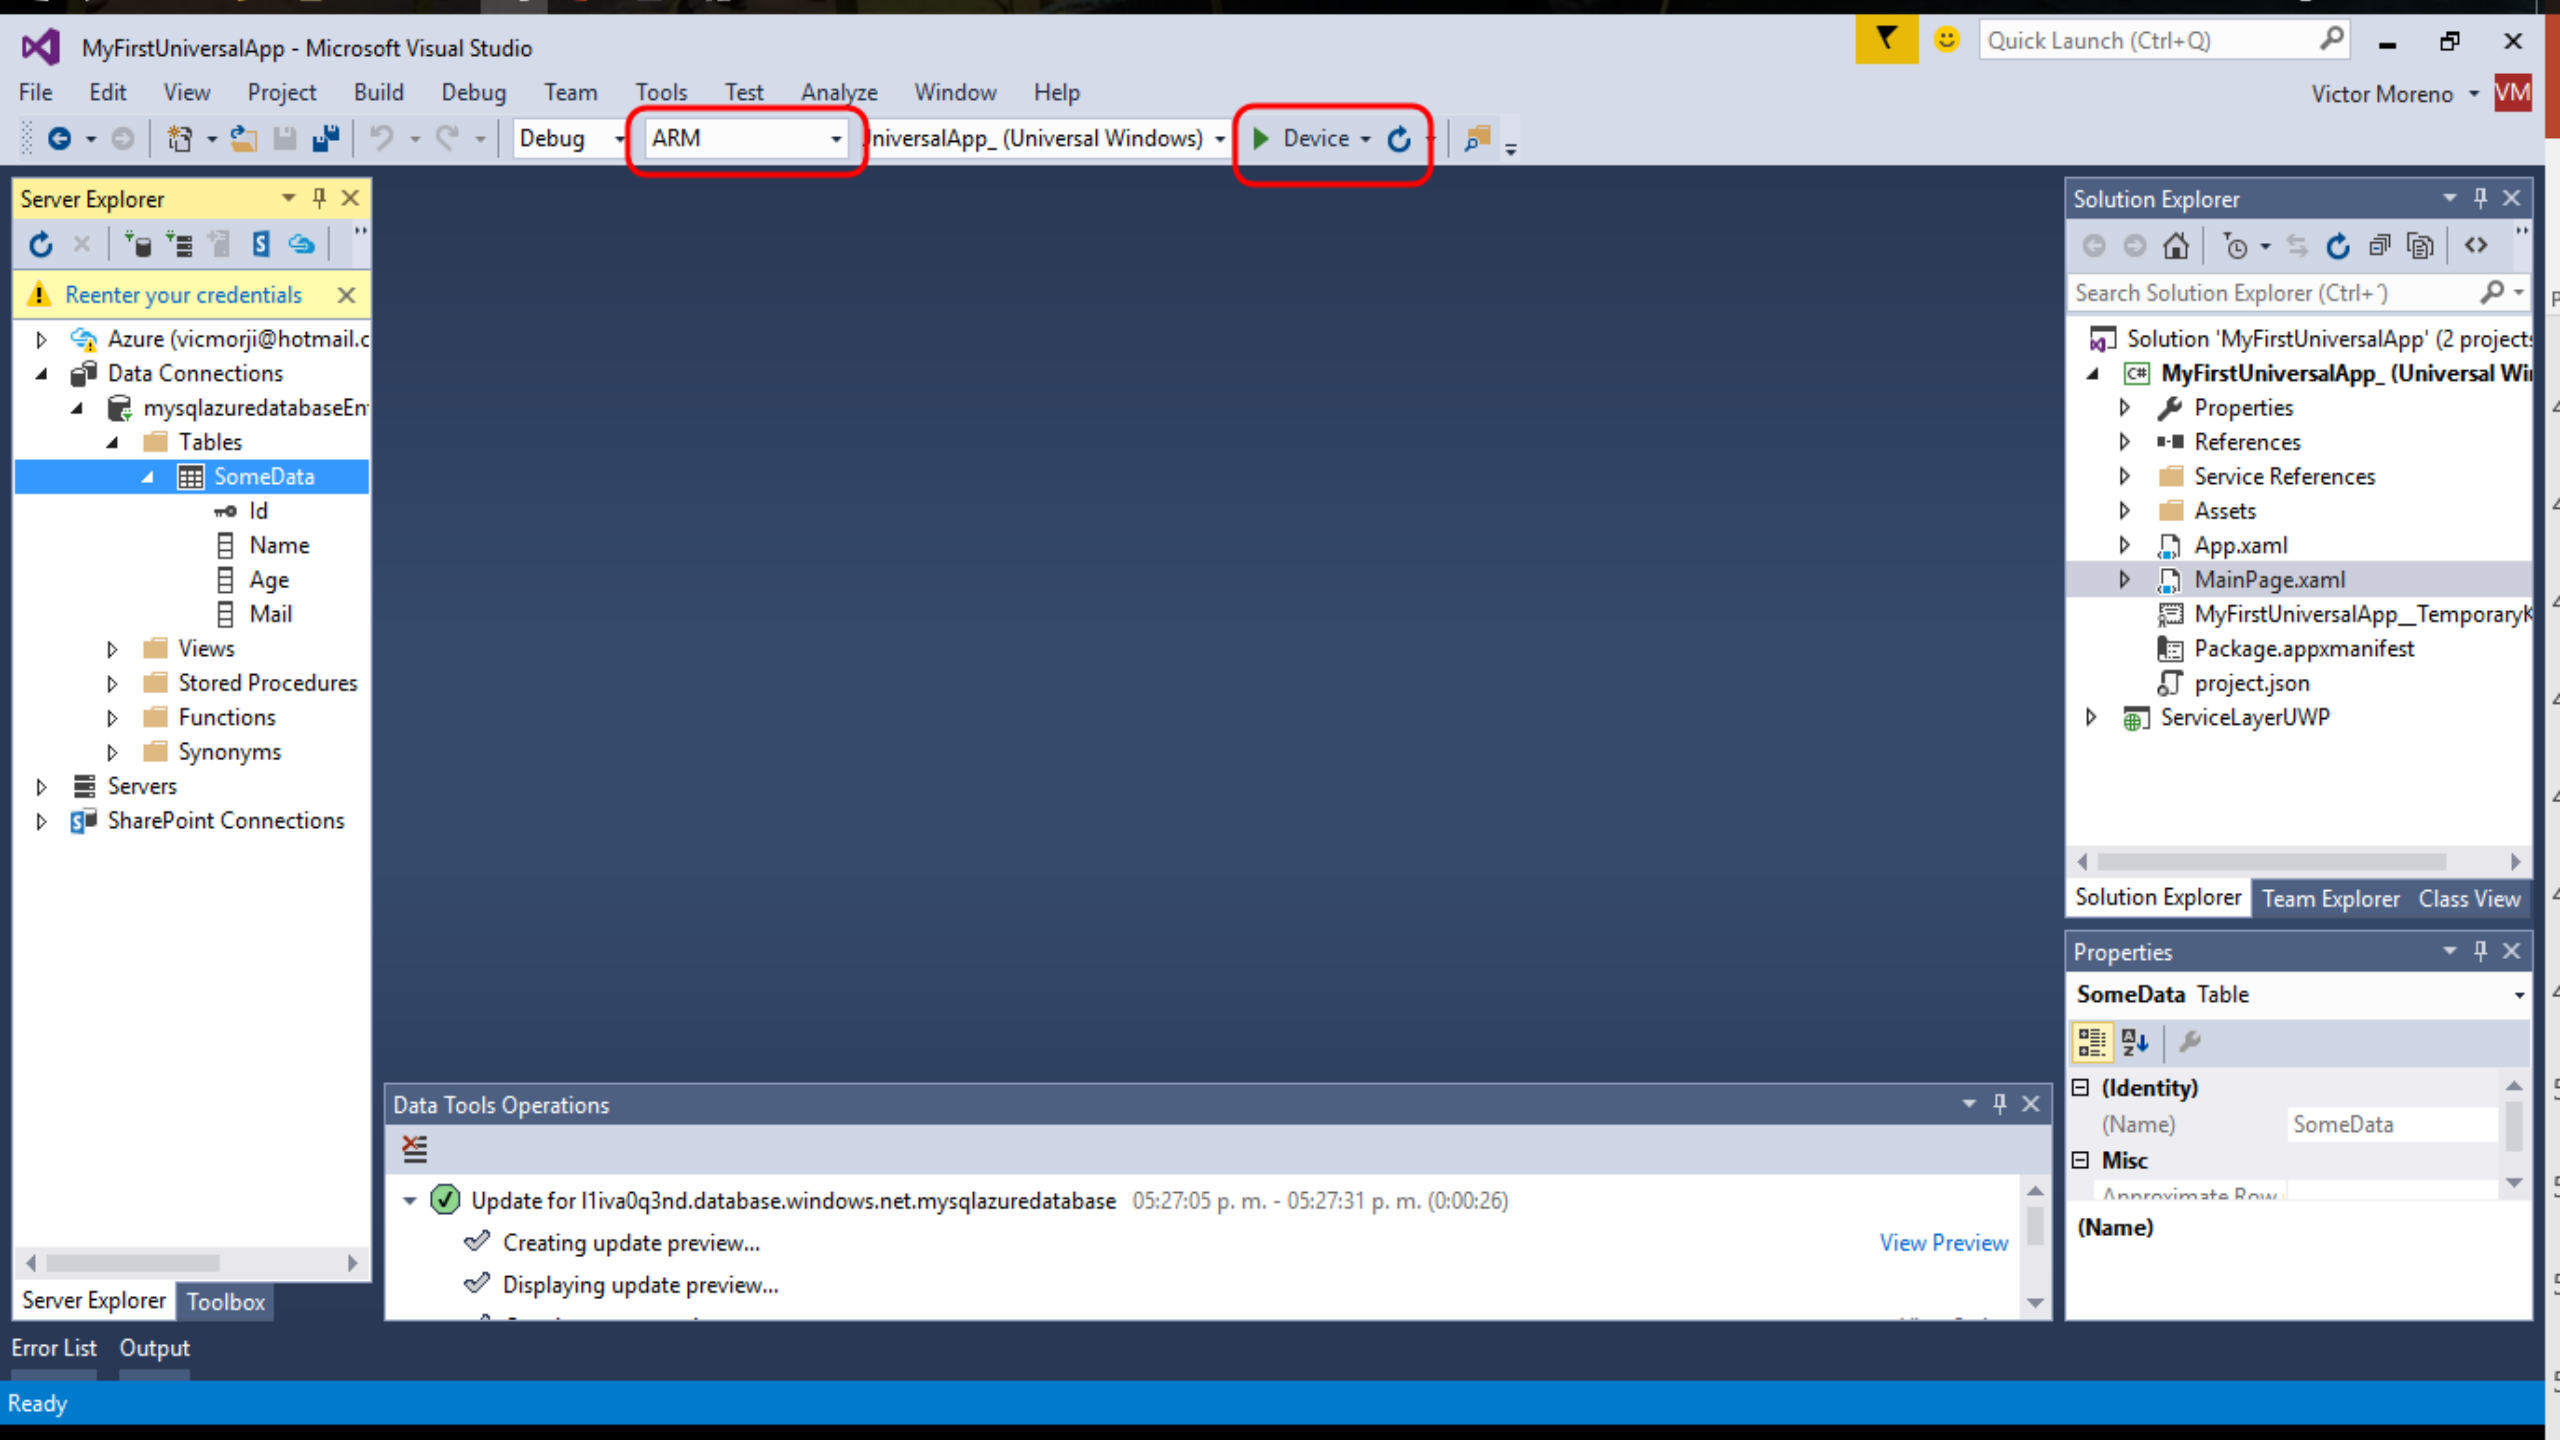 MyFirstUniversalApp - Microsoft Visual Studio
Quick Launch (Ctrl+Q)
File Edit View Project Build Debug Team Tools Test Analyze Window Help
Victor Moreno VM
Debug ARM UniversalApp_ (Universal Windows) Device
Server Explorer
Reenter your credentials
Azure (vicmorji@hotmail.c
Data Connections
mysqlazuredatabaseEn
Tables
SomeData
Id
Name
Age
Mail
Views
Stored Procedures
Functions
Synonyms
Servers
SharePoint Connections
Server Explorer Toolbox
Error List Output
Ready
Data Tools Operations
Update for l1iva0q3nd.database.windows.net.mysqlazuredatabase 05:27:05 p. m. - 05:27:31 p. m. (0:00:26)
Creating update preview... View Preview
Displaying update preview...
Solution Explorer
Search Solution Explorer (Ctrl+´)
Solution 'MyFirstUniversalApp' (2 projects
C# MyFirstUniversalApp_ (Universal Wi
Properties
References
Service References
Assets
App.xaml
MainPage.xaml
MyFirstUniversalApp__TemporaryK
Package.appxmanifest
project.json
ServiceLayerUWP
Solution Explorer Team Explorer Class View
Properties
SomeData Table
(Identity)
(Name) SomeData
Misc
Approximate Row
(Name)